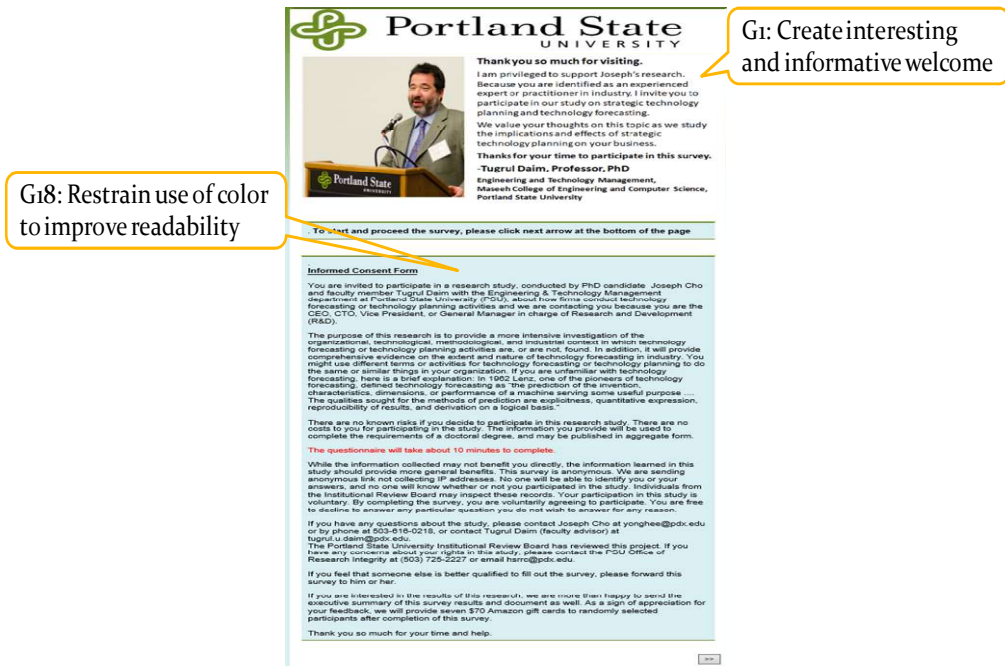 Portland State
UNIVERSITY
G1: Create interesting
and informative welcome
Thank you so much for visiting.
I am privileged to support Joseph's research.
Because you are identified as an experienced
expert or practitioner in industry, I invite you to
participate in our study on strategic technology
planning and technology forecasting.
We value your thoughts on this topic as we study
the implications and effects of strategic
technology planning on your business.
Thanks for your time to participate in this survey.
-Tugrul Daim, Professor, PhD
Engineering and Technology Management,
Maseeh College of Engineering and Computer Science,
Portland State University
Portland State
UNIVERSITY
G18: Restrain use of color
to improve readability
. To start and proceed the survey, please click next arrow at the bottom of the page
Informed Consent Form
You are invited to participate in a research study, conducted by PhD candidate Joseph Cho
and faculty member Tugrul Daim with the Engineering & Technology Management
department at Portland State University (PSU), about how firms conduct technology
forecasting or technology planning activities and we are contacting you because you are the
CEO, CTO, Vice President, or General Manager in charge of Research and Development
(R&D).
The purpose of this research is to provide a more intensive investigation of the
organizational, technological, methodological, and industrial context in which technology
forecasting or technology planning activities are, or are not, found. In addition, it will provide
comprehensive evidence on the extent and nature of technology forecasting in industry. You
might use different terms or activities for technology forecasting or technology planning to do
the same or similar things in your organization. If you are unfamiliar with technology
forecasting, here is a brief explanation: In 1962 Lenz, one of the pioneers of technology
forecasting, defined technology forecasting as "the prediction of the invention,
characteristics, dimensions, or performance of a machine serving some useful purpose ....
The qualities sought for the methods of prediction are explicitness, quantitative expression,
reproducibility of results, and derivation on a logical basis."
There are no known risks if you decide to participate in this research study. There are no
costs to you for participating in the study. The information you provide will be used to
complete the requirements of a doctoral degree, and may be published in aggregate form.
The questionnaire will take about 10 minutes to complete.
While the information collected may not benefit you directly, the information learned in this
study should provide more general benefits. This survey is anonymous. We are sending
anonymous link not collecting IP addresses. No one will be able to identify you or your
answers, and no one will know whether or not you participated in the study. Individuals from
the Institutional Review Board may inspect these records. Your participation in this study is
voluntary. By completing the survey, you are voluntarily agreeing to participate. You are free
to decline to answer any particular question you do not wish to answer for any reason.
If you have any questions about the study, please contact Joseph Cho at yonghee@pdx.edu
or by phone at 503-616-0218, or contact Tugrul Daim (faculty advisor) at
tugrul.u.daim@pdx.edu.
The Portland State University Institutional Review Board has reviewed this project. If you
have any concerns about your rights in this study, please contact the PSU Office of
Research Integrity at (503) 725-2227 or email hsrrc@pdx.edu.
If you feel that someone else is better qualified to fill out the survey, please forward this
survey to him or her.
If you are interested in the results of this research, we are more than happy to send the
executive summary of this survey results and document as well. As a sign of appreciation for
your feedback, we will provide seven $70 Amazon gift cards to randomly selected
participants after completion of this survey.
Thank you so much for your time and help.
>>